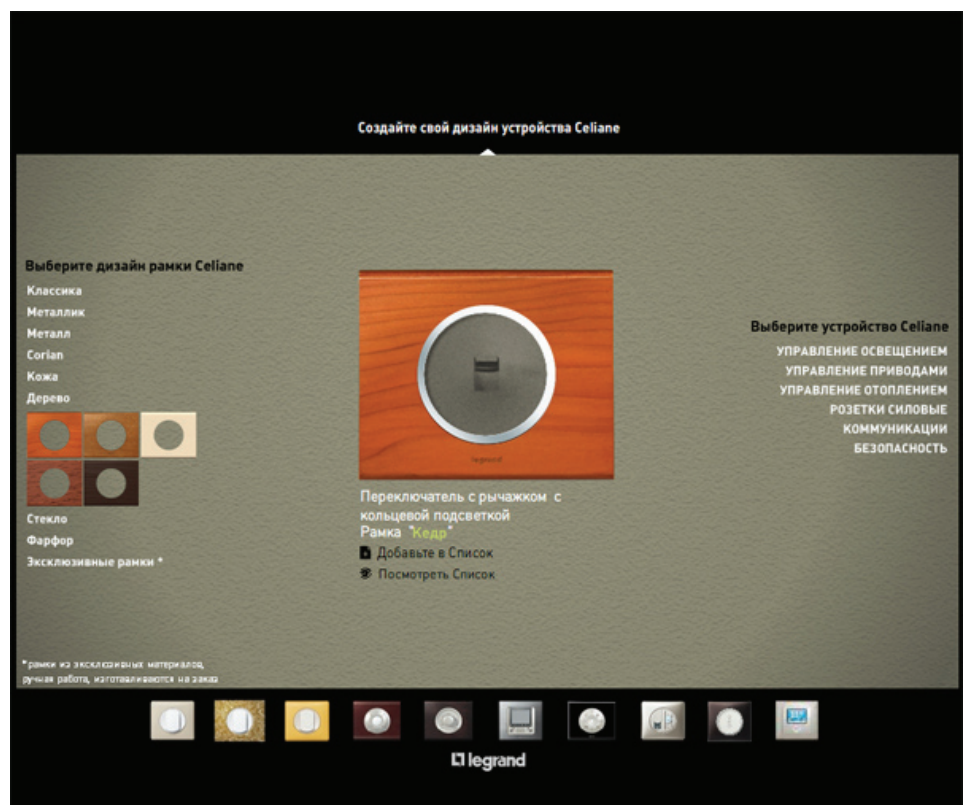 Создайте свой дизайн устройства Celiane
Выберите дизайн рамки Celiane
Классика
Металлик
Металл
Corian
Кожа
Дерево
Стекло
Фарфор
Эксклюзивные рамки *
*рамки из эксклюзивных материалов,
ручная работа, изготавливаются на заказ
legrand
Переключатель с рычажком с
кольцевой подсветкой
Рамка "Кедр"
Добавьте в Список
Посмотреть Список
Выберите устройство Celiane
УПРАВЛЕНИЕ ОСВЕЩЕНИЕМ
УПРАВЛЕНИЕ ПРИВОДАМИ
УПРАВЛЕНИЕ ОТОПЛЕНИЕМ
РОЗЕТКИ СИЛОВЫЕ
КОММУНИКАЦИИ
БЕЗОПАСНОСТЬ
legrand